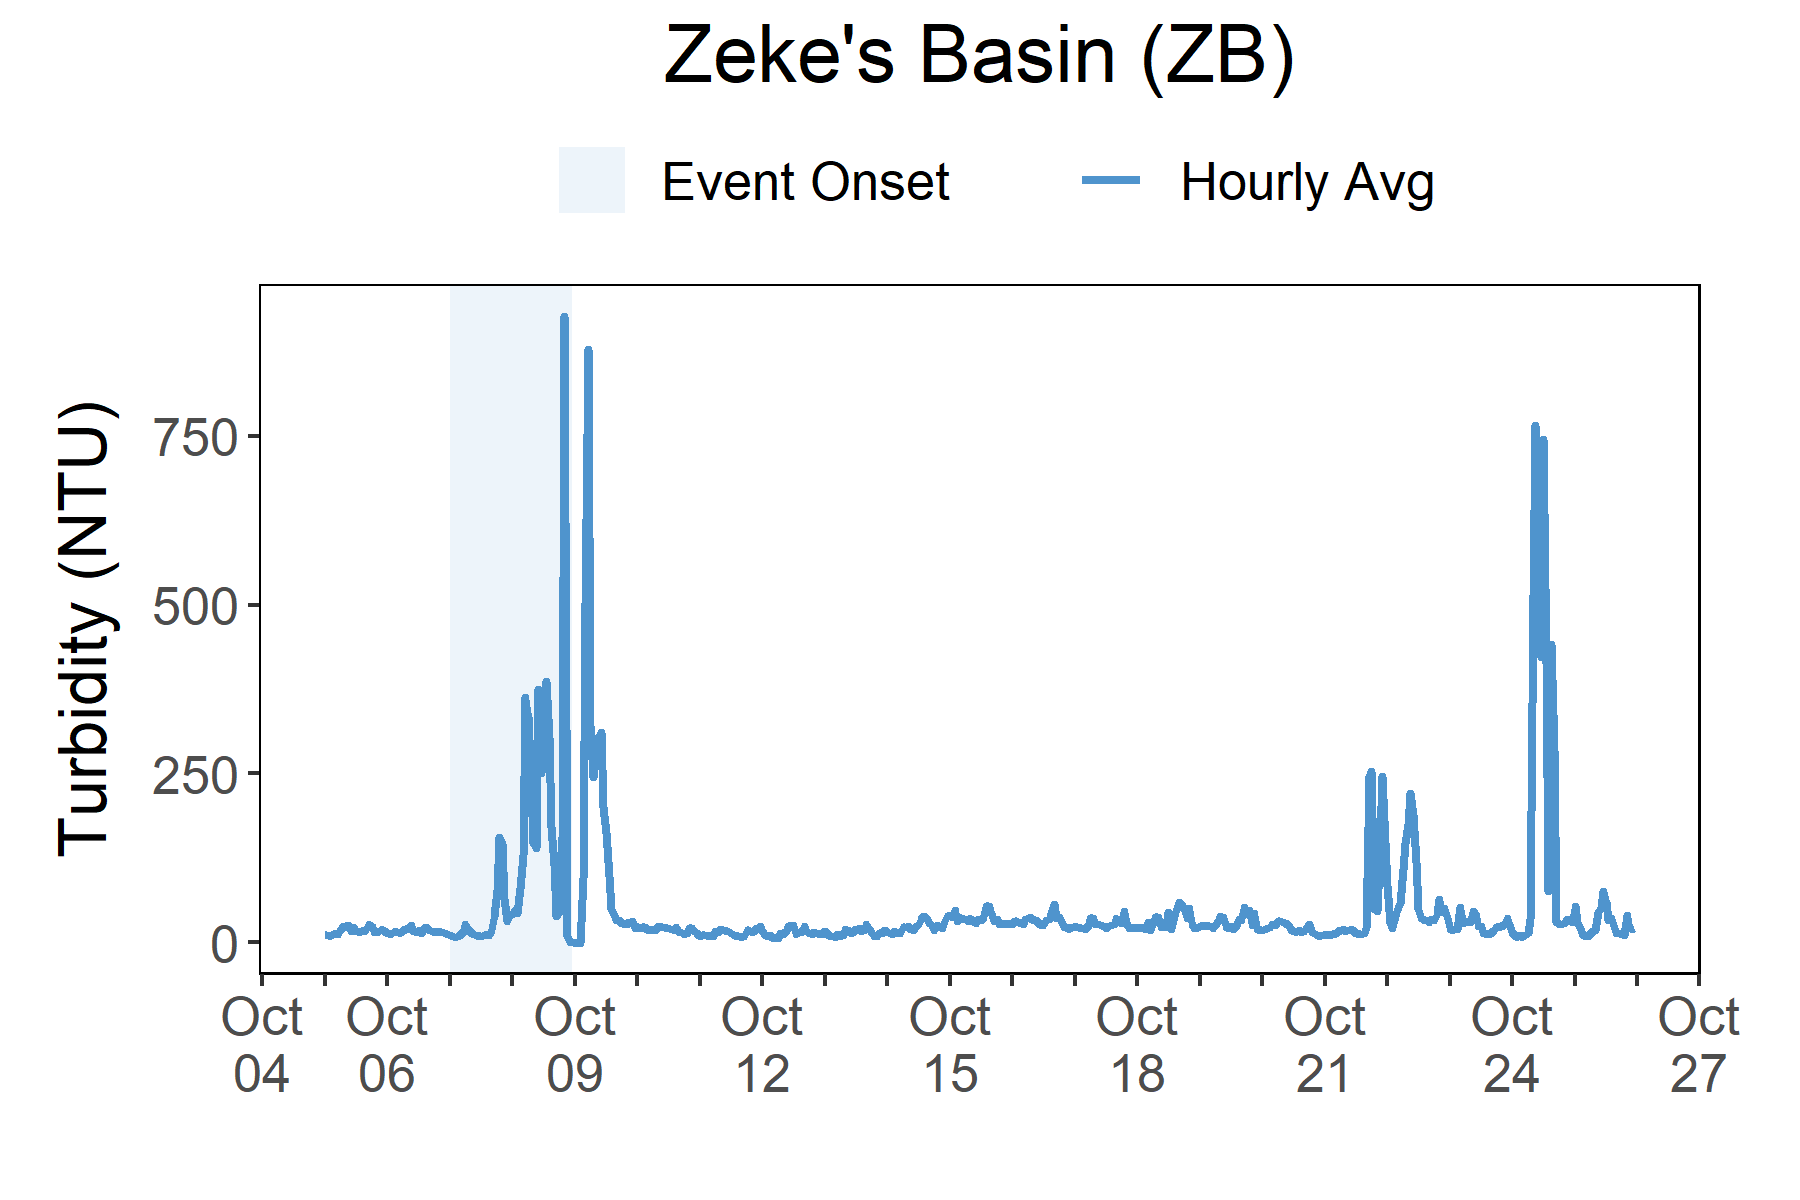 Zeke's Basin (ZB)
Event Onset
Hourly Avg
Turbidity (NTU)
750
500
250
0
Oct 04
Oct 06
Oct 09
Oct 12
Oct 15
Oct 18
Oct 21
Oct 24
Oct 27